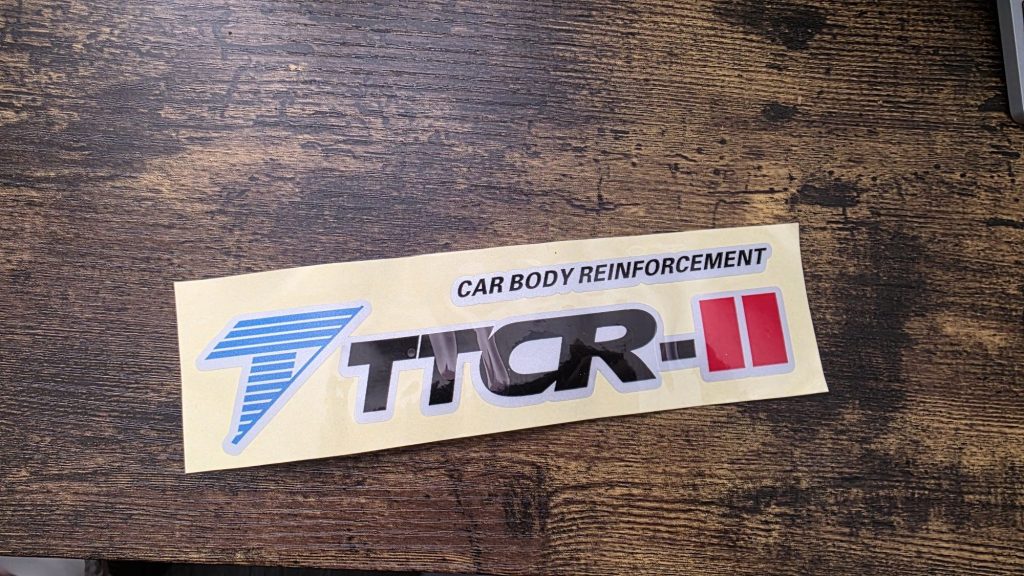 CAR BODY REINFORCEMENT
TTCR-II